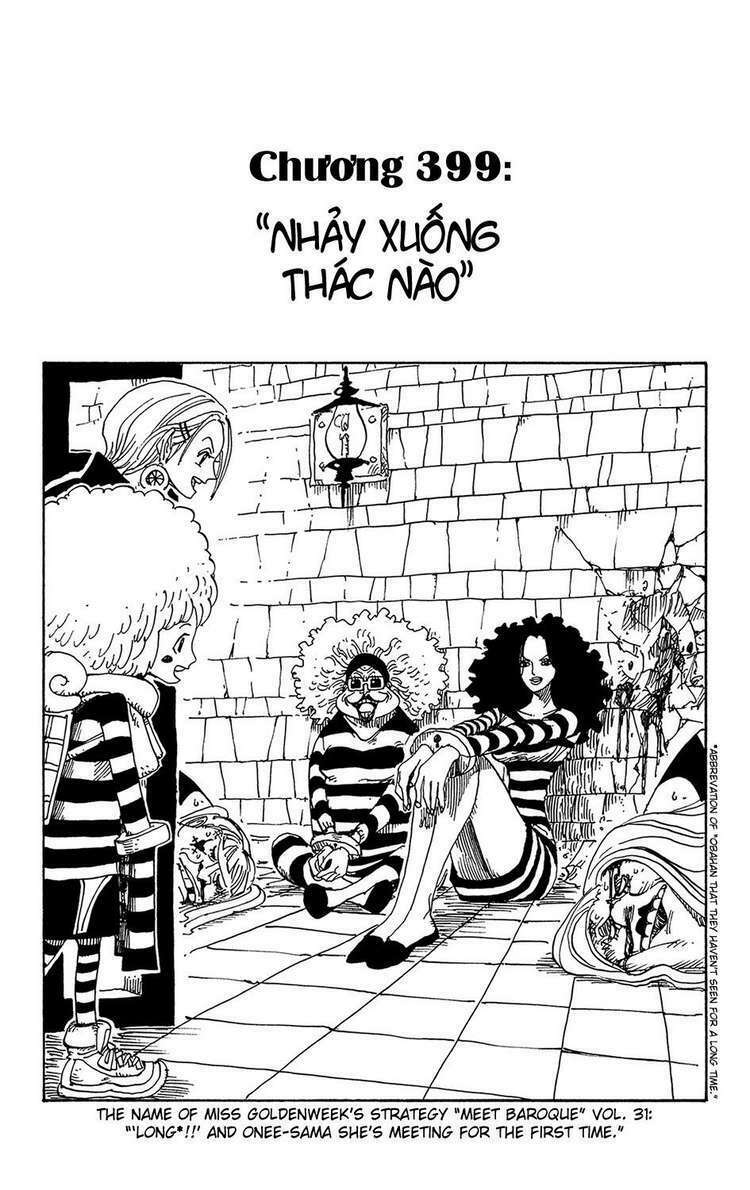 Chương 399:
“NHẢY XUỐNG
THÁC NÀO”
*ABBREVATION OF "OBAHAN THAT THEY HAVEN'T SEEN FOR A LONG TIME."
THE NAME OF MISS GOLDENWEEK'S STRATEGY "MEET BAROQUE" VOL. 31:
"'LONG*!!' AND ONEE-SAMA SHE'S MEETING FOR THE FIRST TIME."